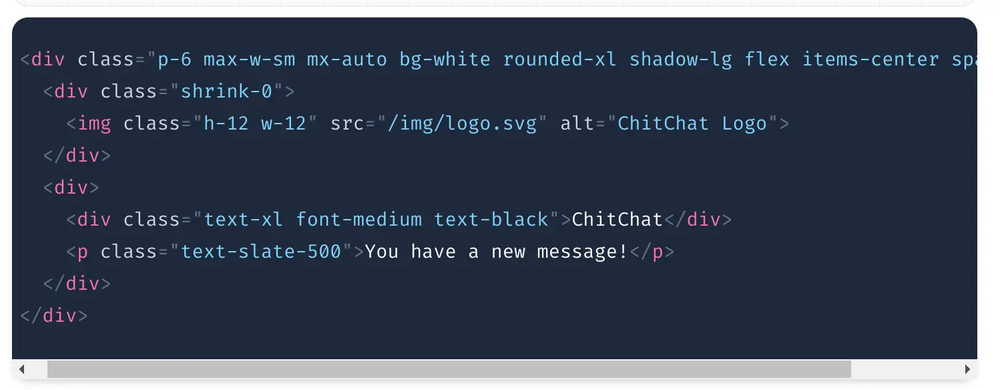 <div class="p-6 max-w-sm mx-auto bg-white rounded-xl shadow-lg flex items-center
<div class="shrink-0">
<img class="h-12 w-12" src="/img/logo.svg" alt="ChitChat Logo">
</div>
<div>
<div class="text-xl font-medium text-black">ChitChat</div>
<p class="text-slate-500">You have a new message!</p>
</div>
</div>